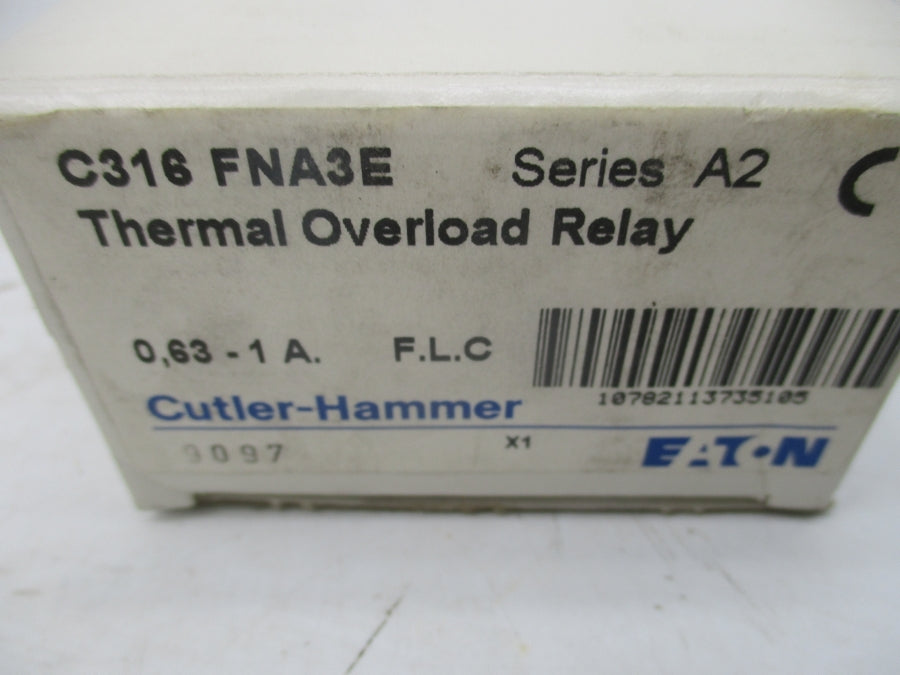 C316 FNA3E Series A2 C
Thermal Overload Relay
0,63 - 1 A. F.L.C
10782113735105
Cutler-Hammer
9097 X1 EATON